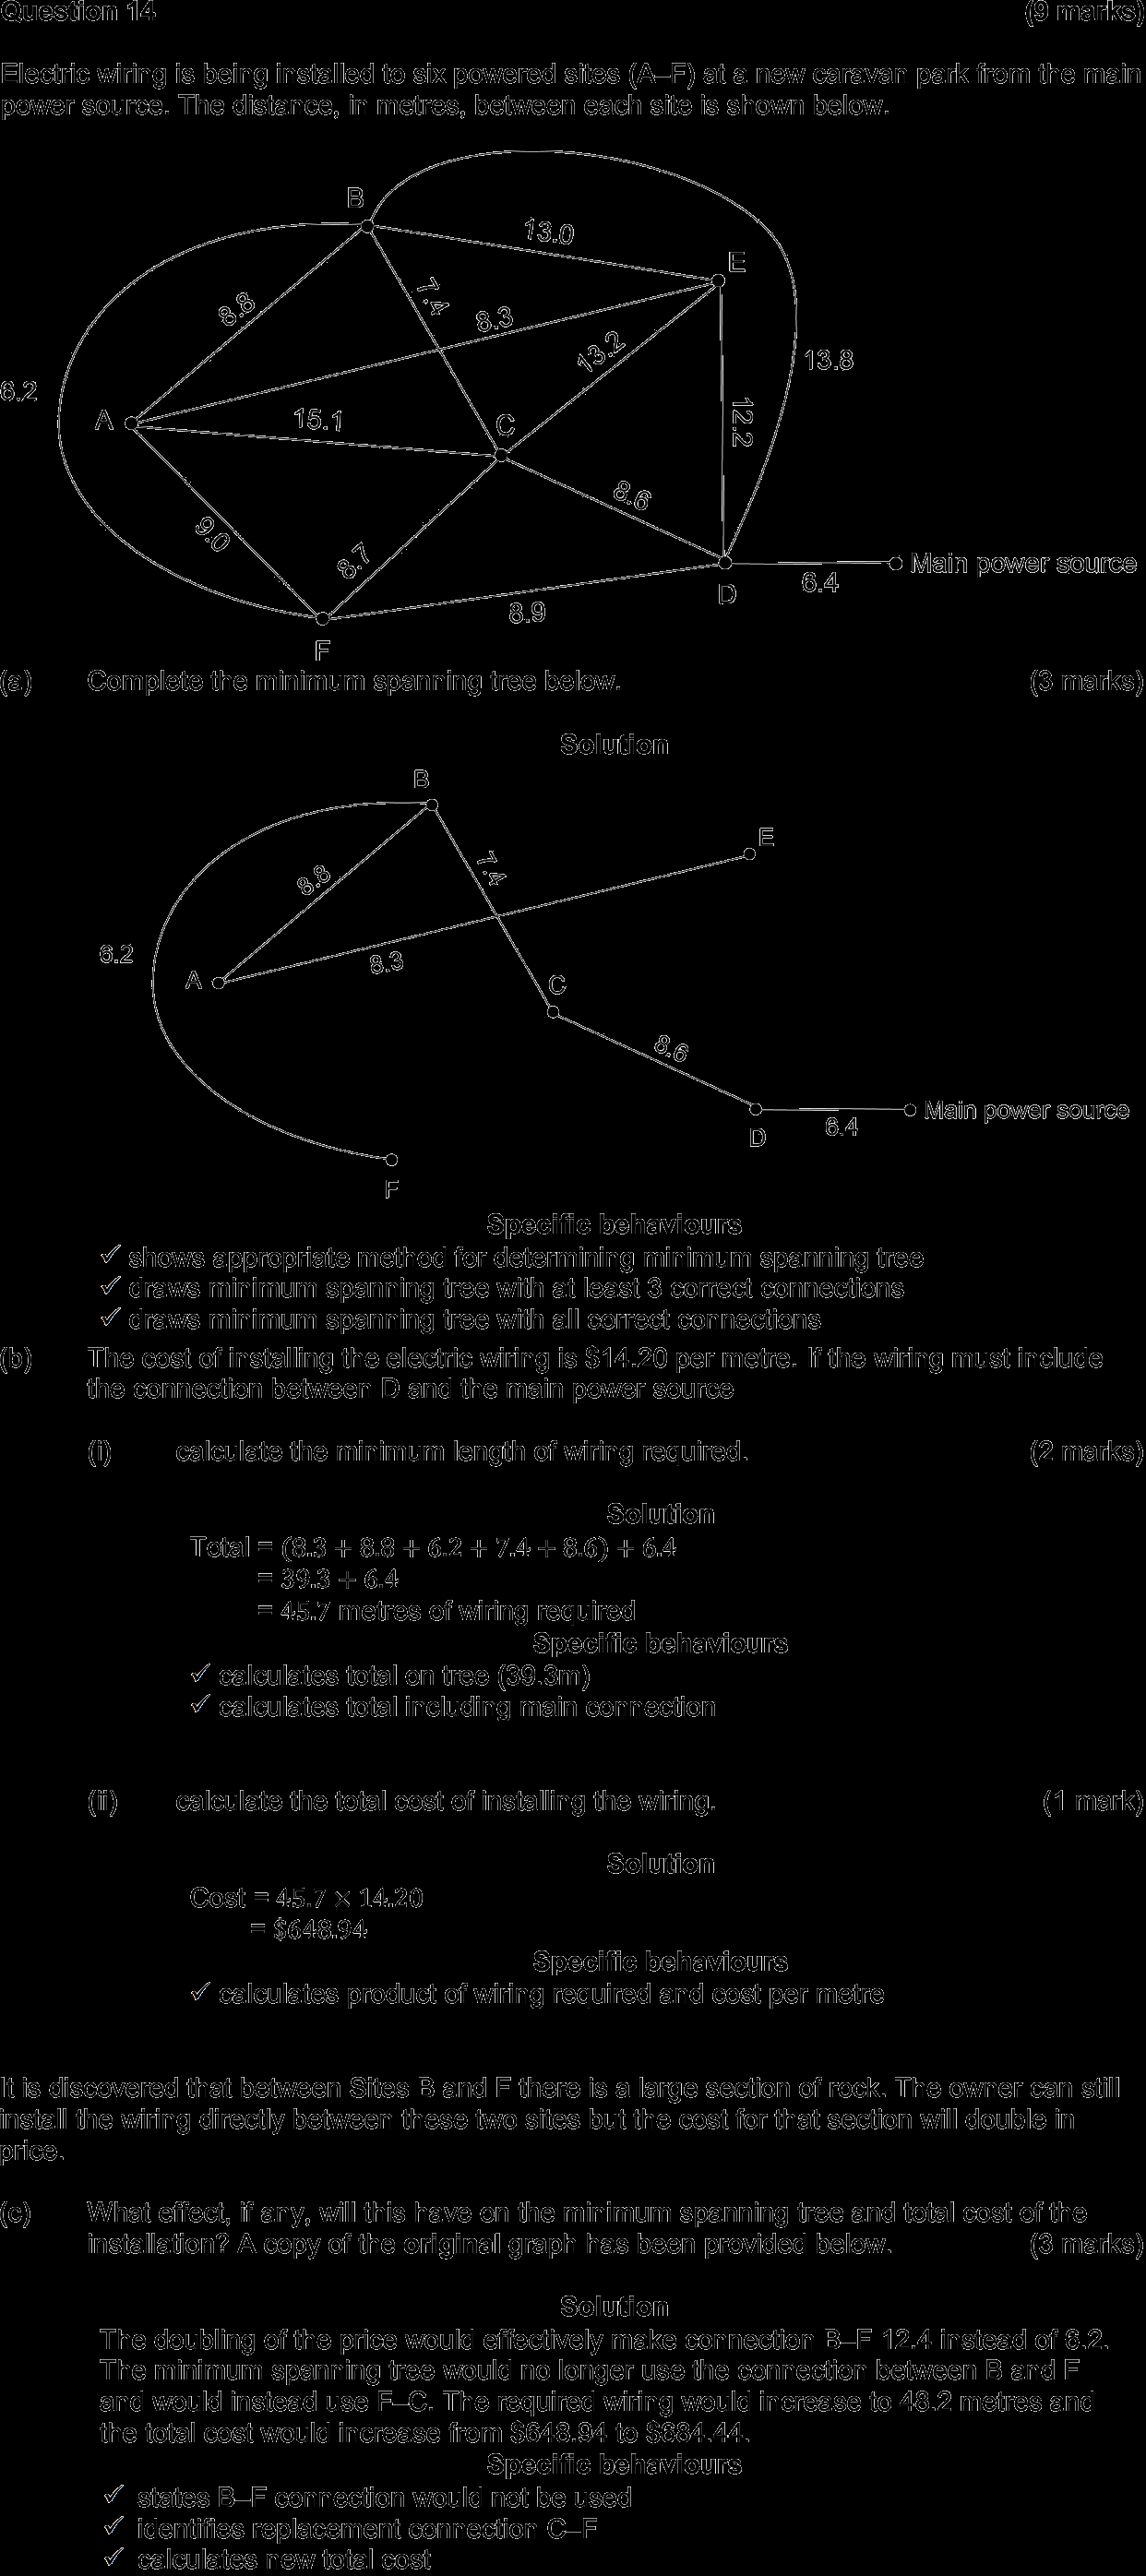 Question 14 (9 marks)
Electric wiring is being installed to six powered sites (A–F) at a new caravan park from the main
power source. The distance, in metres, between each site is shown below.
B
13.0
E
7.4
8.8
8.3
13.2
13.8
6.2
A
15.1
C
12.2
8.6
9.0
8.7
Main power source
6.4
D
8.9
F
(a) Complete the minimum spanning tree below. (3 marks)
Solution
B
E
7.4
8.8
6.2
8.3
A
C
8.6
Main power source
6.4
D
F
Specific behaviours
✓ shows appropriate method for determining minimum spanning tree
✓ draws minimum spanning tree with at least 3 correct connections
✓ draws minimum spanning tree with all correct connections
(b) The cost of installing the electric wiring is $14.20 per metre. If the wiring must include
the connection between D and the main power source
(i) calculate the minimum length of wiring required. (2 marks)
Solution
Total = (8.3 + 8.8 + 6.2 + 7.4 + 8.6) + 6.4
= 39.3 + 6.4
= 45.7 metres of wiring required
Specific behaviours
✓ calculates total on tree (39.3m)
✓ calculates total including main connection
(ii) calculate the total cost of installing the wiring. (1 mark)
Solution
Cost = 45.7 × 14.20
= $648.94
Specific behaviours
✓ calculates product of wiring required and cost per metre
It is discovered that between Sites B and F there is a large section of rock. The owner can still
install the wiring directly between these two sites but the cost for that section will double in
price.
(c) What effect, if any, will this have on the minimum spanning tree and total cost of the
installation? A copy of the original graph has been provided below. (3 marks)
Solution
The doubling of the price would effectively make connection B–F 12.4 instead of 6.2.
The minimum spanning tree would no longer use the connection between B and F
and would instead use F–C. The required wiring would increase to 48.2 metres and
the total cost would increase from $648.94 to $684.44.
Specific behaviours
✓ states B–F connection would not be used
✓ identifies replacement connection C–F
✓ calculates new total cost